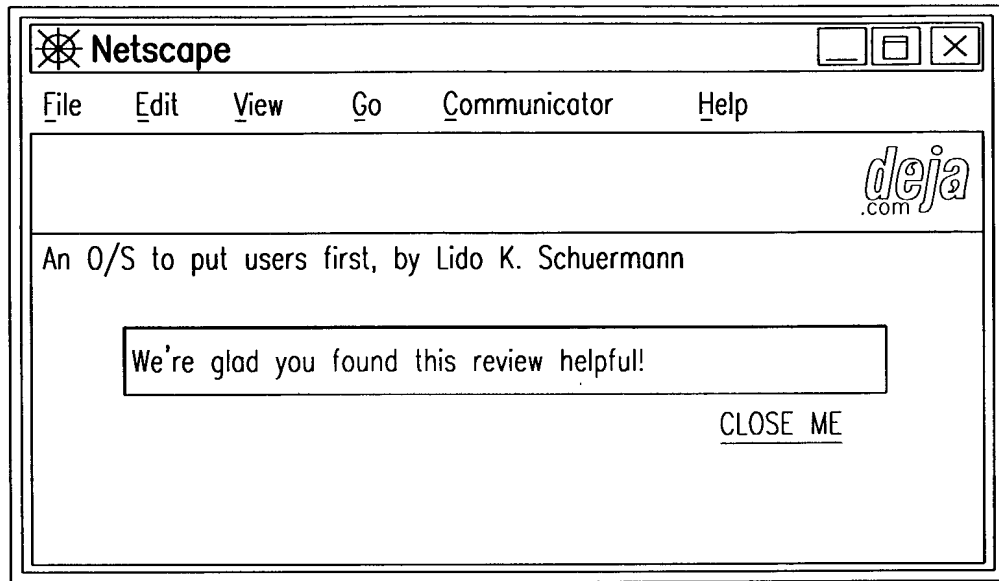 Netscape
File Edit View Go Communicator Help
deja
.com
An O/S to put users first, by Lido K. Schuermann
We're glad you found this review helpful!
CLOSE ME